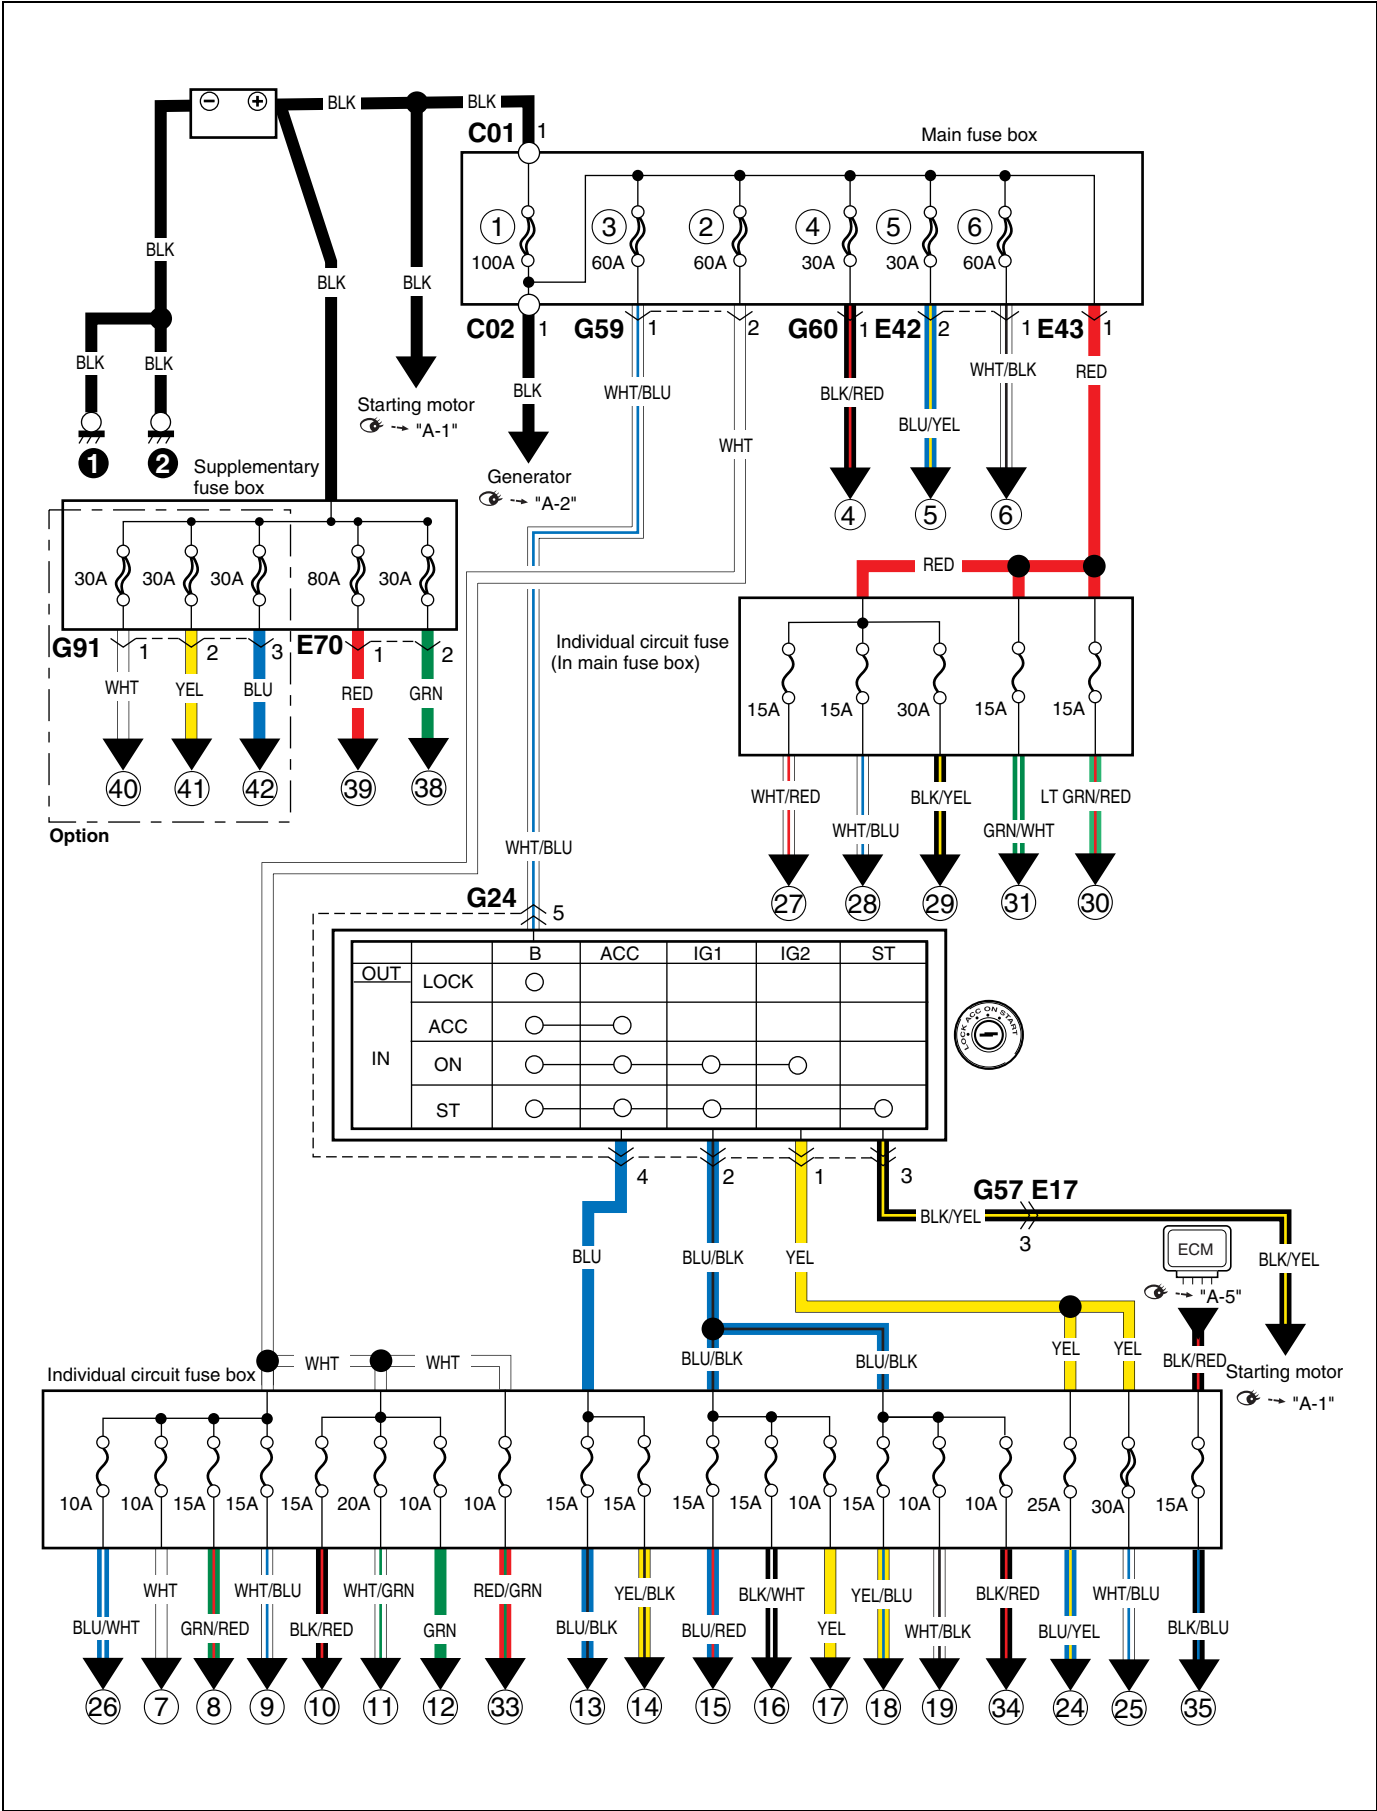 − + BLK BLK
C01 1
Main fuse box
1 3 2 4 5 6
100A 60A 60A 30A 30A 60A
BLK
BLK BLK
C02 1 G59 1 2 G60 1 E42 2 1 E43 1
BLK BLK
BLK WHT/BLU BLK/RED WHT/BLK RED
Starting motor
"A-1"
BLU/YEL
WHT
1 2
Supplementary
fuse box
Generator
"A-2"
4 5 6
RED
30A 30A 30A 80A 30A
G91 1 2 3 E70 1 2
Individual circuit fuse
(In main fuse box)
WHT YEL BLU RED GRN
15A 15A 30A 15A 15A
40 41 42 39 38
Option
WHT/RED BLK/YEL LT GRN/RED
WHT/BLU GRN/WHT
WHT/BLU
27 28 29 31 30
G24 5
B ACC IG1 IG2 ST
OUT LOCK
ACC
IN ON
ST
LOCK ACC ON START
4 2 1 3
G57 E17
BLK/YEL
3
ECM
"A-5"
BLU BLU/BLK YEL BLK/YEL
BLU/BLK BLU/BLK YEL YEL BLK/RED
Starting motor
"A-1"
WHT WHT
Individual circuit fuse box
10A 10A 15A 15A 15A 20A 10A 10A 15A 15A 15A 15A 10A 15A 10A 10A 25A 30A 15A
WHT WHT/BLU WHT/GRN RED/GRN YEL/BLK BLK/WHT YEL/BLU BLK/RED WHT/BLU
BLU/WHT GRN/RED BLK/RED GRN BLU/BLK BLU/RED YEL WHT/BLK BLU/YEL BLK/BLU
26 7 8 9 10 11 12 33 13 14 15 16 17 18 19 34 24 25 35